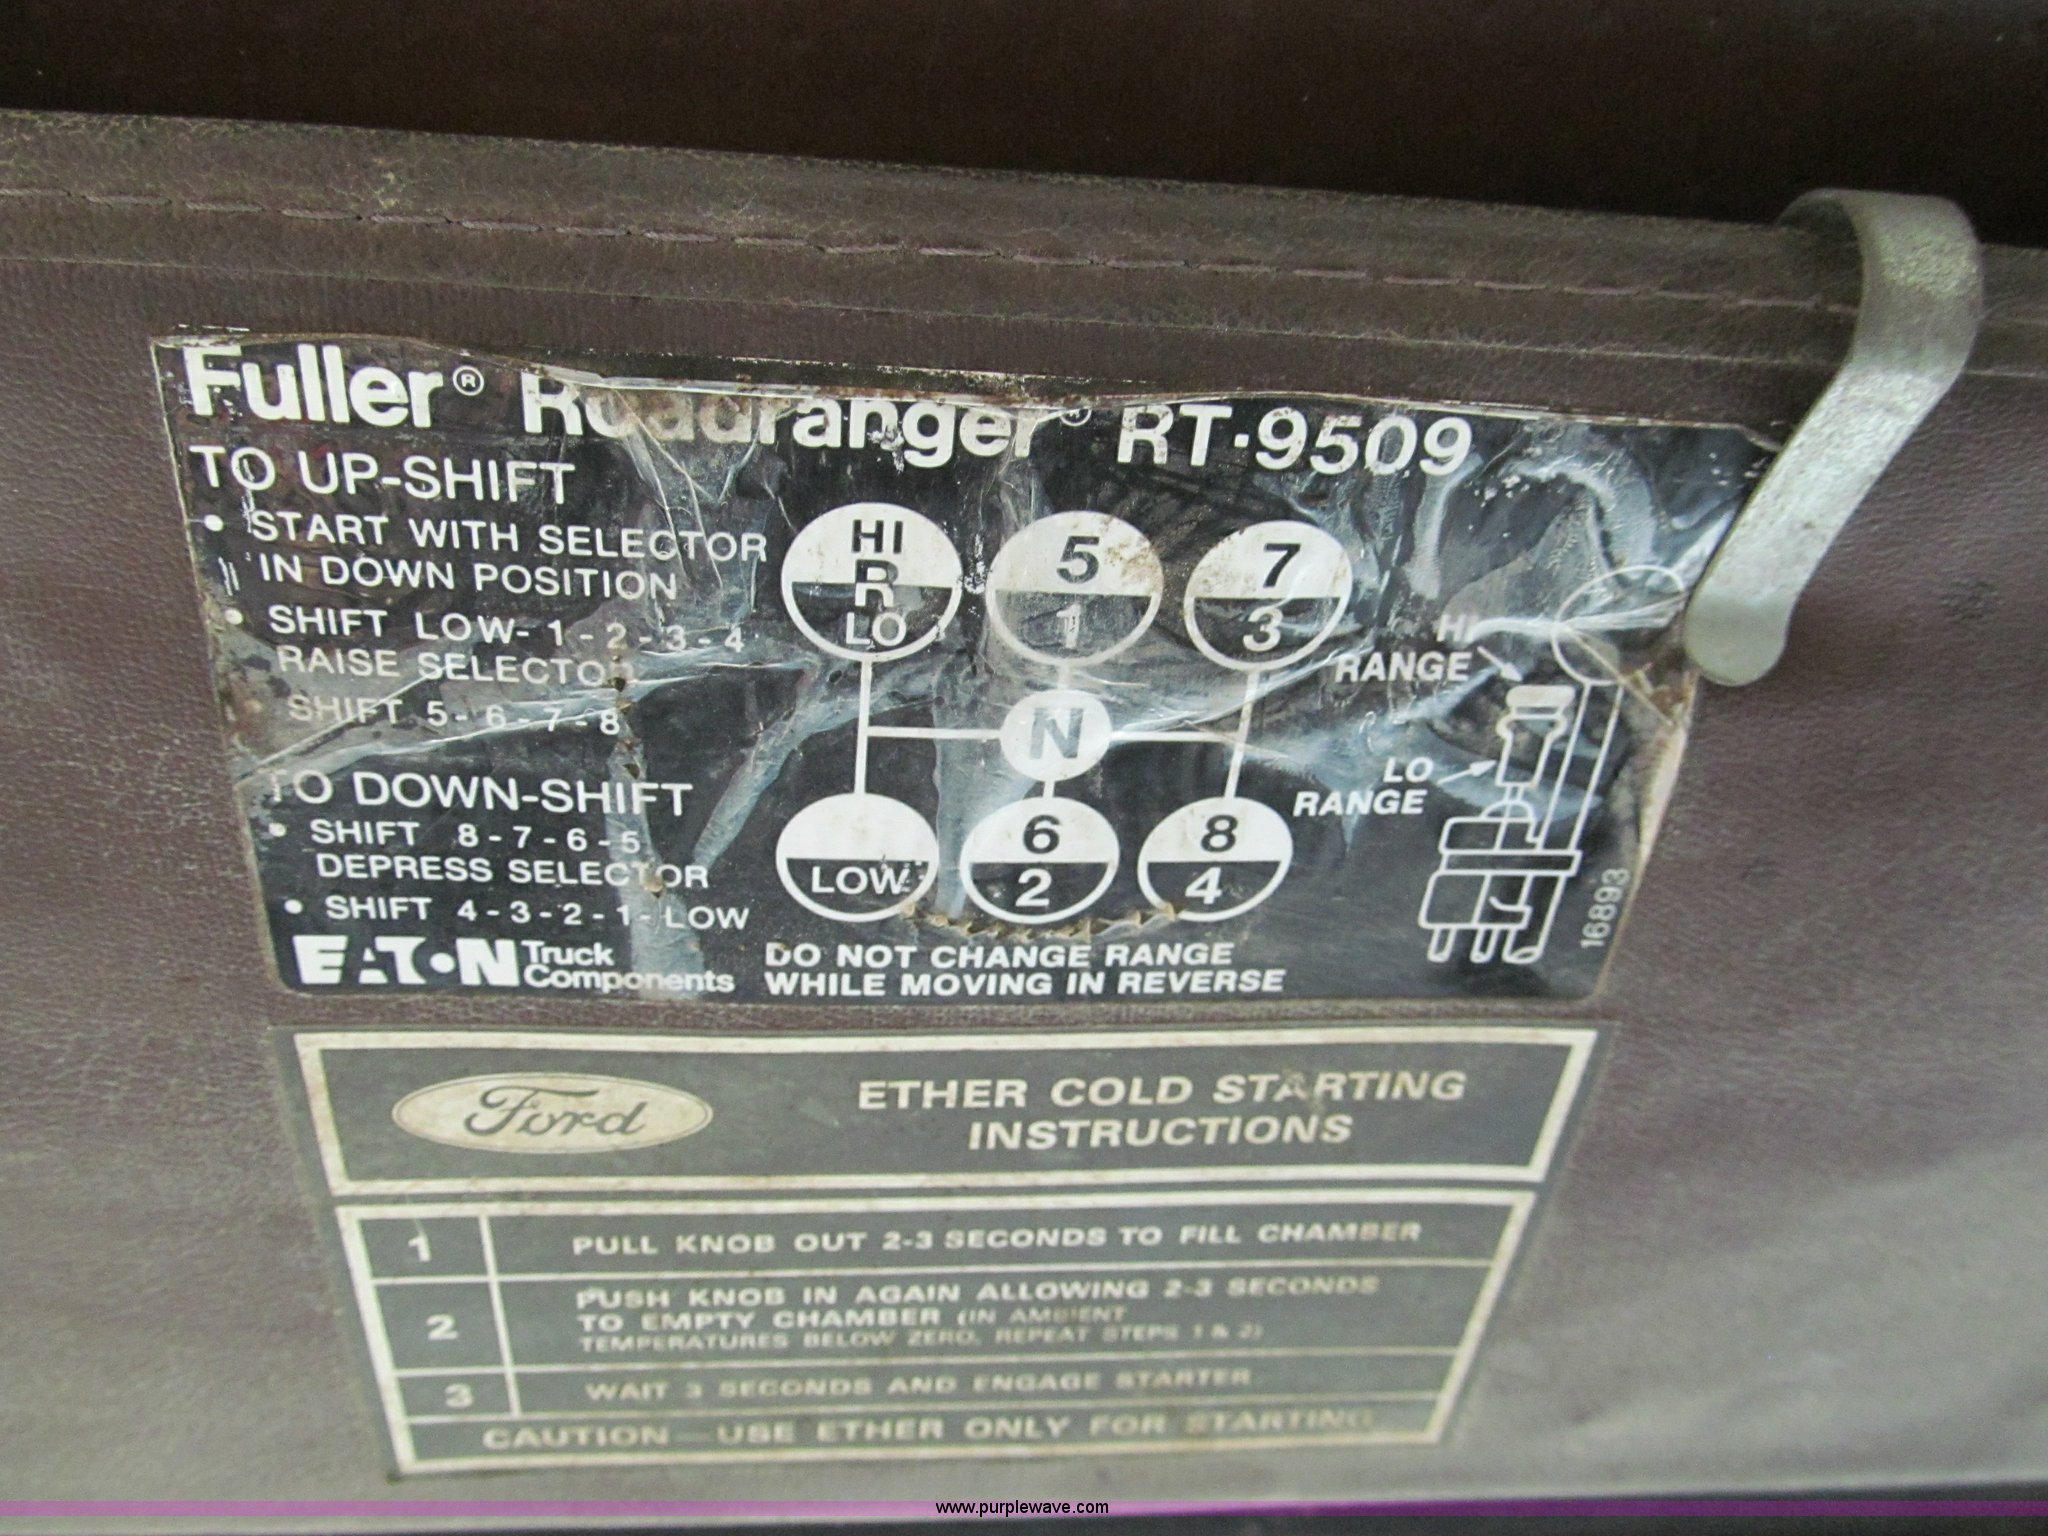 Fuller® Roadranger® RT-9509
TO UP-SHIFT
• START WITH SELECTOR
IN DOWN POSITION
• SHIFT LOW-1-2-3-4
RAISE SELECTOR
SHIFT 5-6-7-8
TO DOWN-SHIFT
• SHIFT 8-7-6-5
DEPRESS SELECTOR
• SHIFT 4-3-2-1-LOW
EATON Truck
Components
HI
R
LO
5
1
7
3
N
LOW
6
2
8
4
HI
RANGE
LO
RANGE
16893
DO NOT CHANGE RANGE
WHILE MOVING IN REVERSE
Ford
ETHER COLD STARTING
INSTRUCTIONS
1 PULL KNOB OUT 2-3 SECONDS TO FILL CHAMBER
2 PUSH KNOB IN AGAIN ALLOWING 2-3 SECONDS
TO EMPTY CHAMBER (IN AMBIENT
TEMPERATURES BELOW ZERO, REPEAT STEPS 1 & 2)
3 WAIT 3 SECONDS AND ENGAGE STARTER
CAUTION—USE ETHER ONLY FOR STARTING
www.purplewave.com